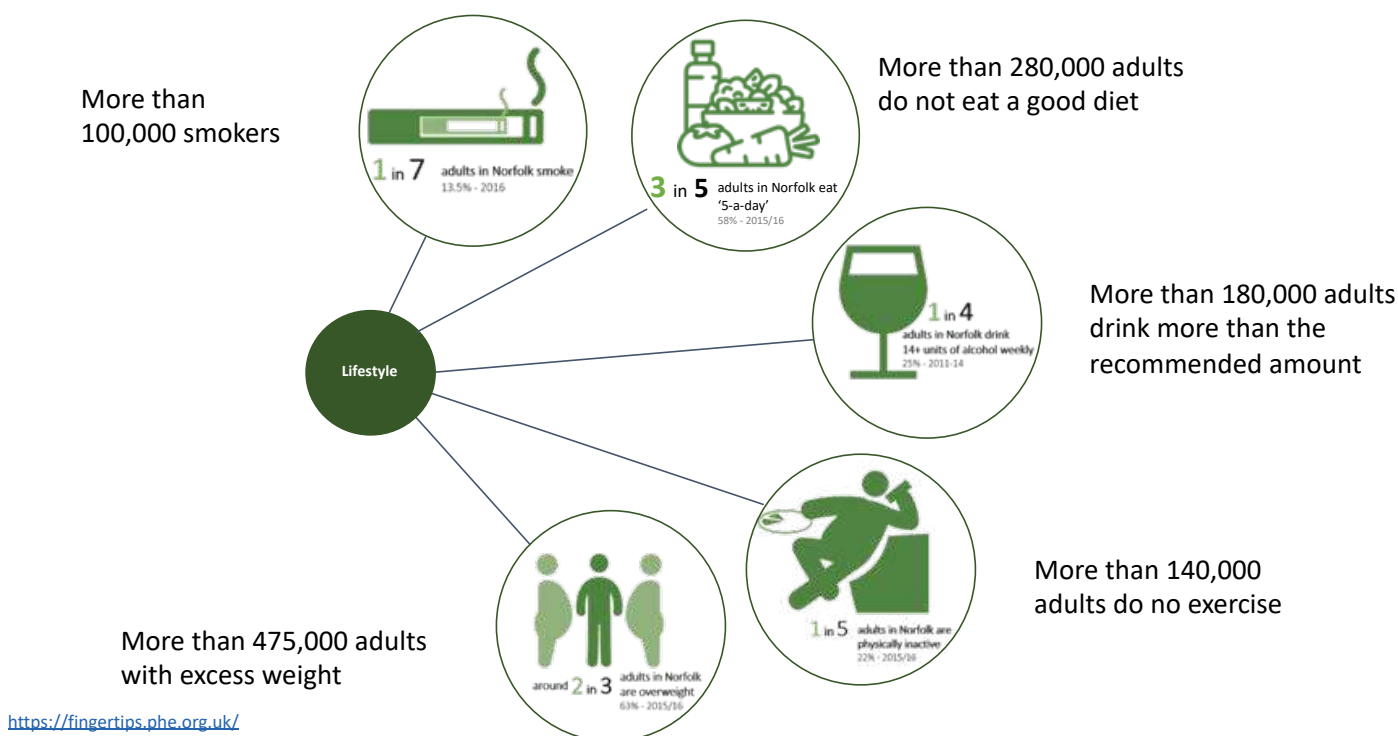 More than
100,000 smokers
1 in 7 adults in Norfolk smoke
13.5% - 2016
3 in 5 adults in Norfolk eat
‘5-a-day’
58% - 2015/16
More than 280,000 adults
do not eat a good diet
1 in 4
adults in Norfolk drink
14+ units of alcohol weekly
25% - 2011-14
More than 180,000 adults
drink more than the
recommended amount
Lifestyle
1 in 5 adults in Norfolk are
physically inactive
22% - 2015/16
More than 140,000
adults do no exercise
around 2 in 3 adults in Norfolk
are overweight
63% - 2015/16
More than 475,000 adults
with excess weight
https://fingertips.phe.org.uk/